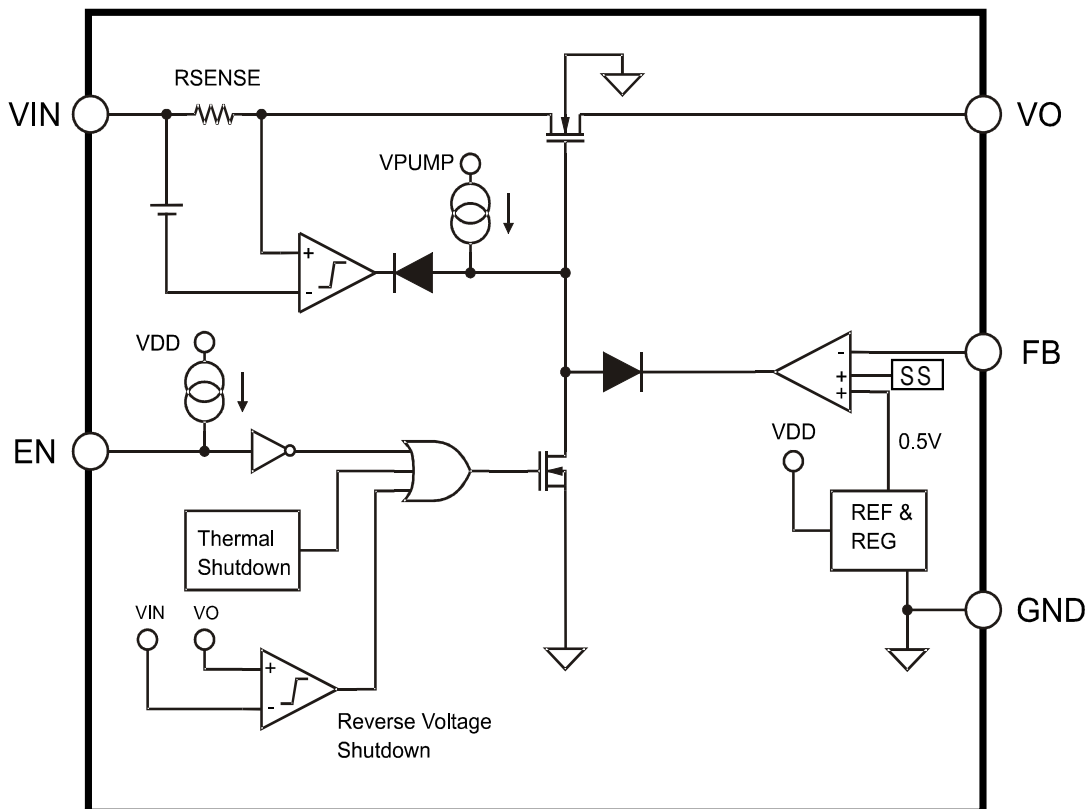 RSENSE
VIN
VO
VPUMP
+
-
VDD
FB
-
+
+
SS
EN
VDD
0.5V
REF &
REG
Thermal
Shutdown
GND
VIN
VO
+
-
Reverse Voltage
Shutdown